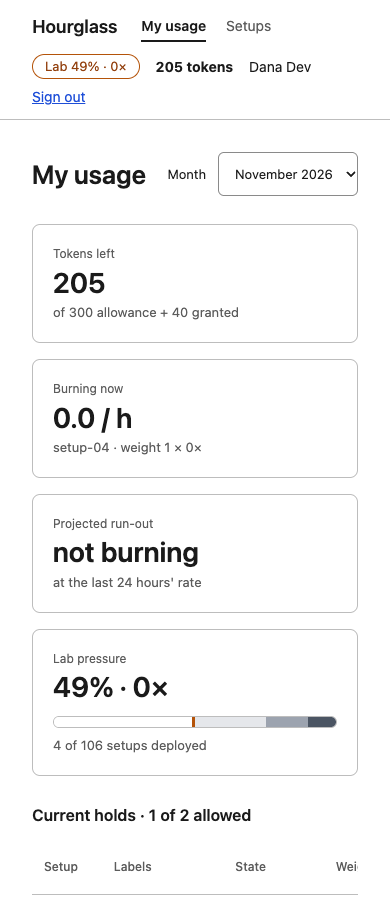 Hourglass My usage Setups
Lab 49% · 0× 205 tokens Dana Dev
Sign out
My usage Month November 2026
Tokens left
205
of 300 allowance + 40 granted
Burning now
0.0 / h
setup-04 · weight 1 × 0×
Projected run-out
not burning
at the last 24 hours' rate
Lab pressure
49% · 0×
4 of 106 setups deployed
Current holds · 1 of 2 allowed
Setup Labels State